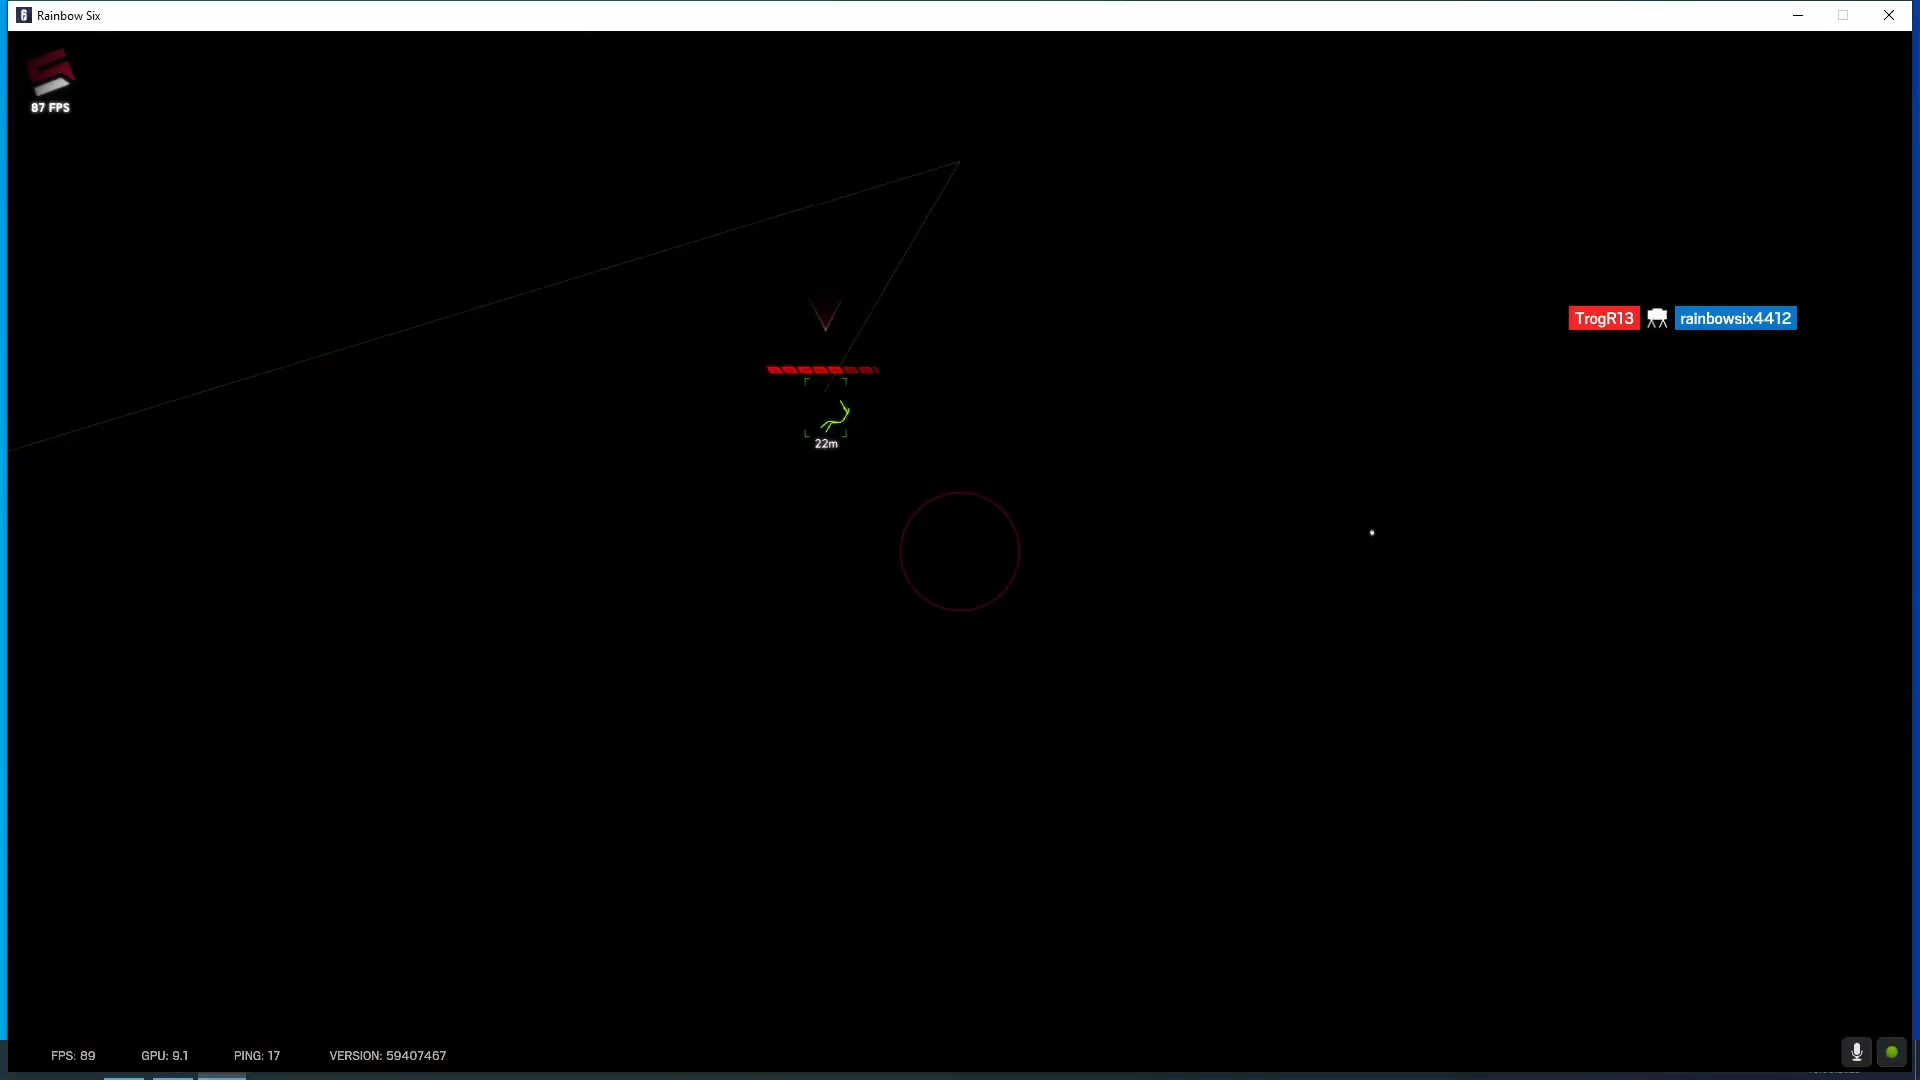 Rainbow Six
87 FPS
TrogR13 rainbowsix4412
22m
FPS: 89 GPU: 9.1 PING: 17 VERSION: 59407467